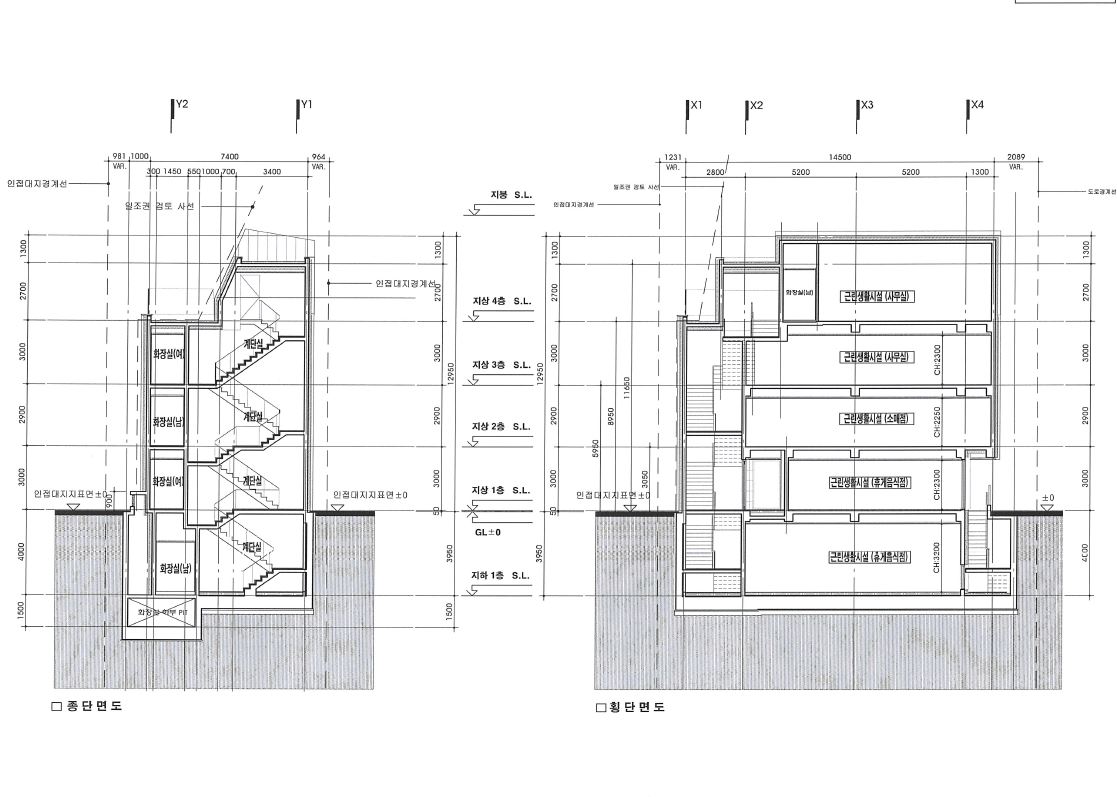 Y2 Y1
981 1000 7400 964
VAR. VAR.
300 1450 550 1000 700 3400
인접대지경계선
일조권 검토 사선
인접대지경계선
1300
2700
3000
2900
3000
900
4000
1500
화장실(여)
화장실(남)
화장실(여)
화장실(남)
계단실
계단실
계단실
계단실
인접대지지표면±0
인접대지지표면±0
화장실 하부 PIT
1300
2700
3000
2900
3000
50
3950
1500
12950
□ 종단면도
지붕 S.L.
지상 4층 S.L.
지상 3층 S.L.
지상 2층 S.L.
지상 1층 S.L.
GL±0
지하 1층 S.L.
X1 X2 X3 X4
1231 14500 2089
VAR. VAR.
2800 5200 5200 1300
일조권 검토 사선
인접대지경계선
도로경계선
1300
2700
3000
2900
3000
50
3950
12950
11650
8950
5950
3050
화장실(남)
근린생활시설 (사무실)
근린생활시설 (사무실)
CH:2300
근린생활시설 (소매점)
CH:2250
근린생활시설 (휴게음식점)
CH:2300
근린생활시설 (휴게음식점)
CH:3200
인접대지지표면±0
±0
1300
2700
3000
2900
3000
4000
□ 횡단면도